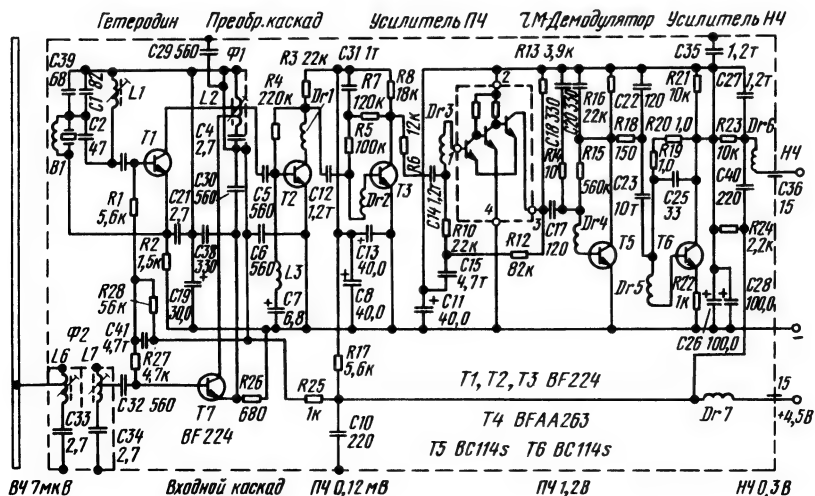 Гетеродин Преобр.каскад Усилитель ПЧ ЧМ-Демодулятор Усилитель НЧ
C29 560
Ф1
R3 22к
C31 1т
R13 3,9к
C35
1,2т
C39
68
C1 82
L1
L2
R4
220к
Dr1
R7
120к
R8
18к
Dr3
2
C18 330
C20 330
R16
22к
C22
120
R21
10к
C27
1,2т
C2
47
T1
C4
2,7
R5
100к
12к
R6
1
R18
150
R20 1,0
R19
1,0
R23
10к
Dr6
НЧ
B1
C36
15
R1
5,6к
C21
2,7
C30
560
C5
560
T2
C12
1,2т
Dr2
T3
C14 1,2т
4
3
R14
10
R15
560к
C23
10т
C25
33
C40
220
R2
1,5к
C38
330
C6
560
C13
40,0
R10
22к
R12
82к
C17
120
Dr4
T5
T6
R24
2,2к
R28
56к
C19
30,0
L3
C7
6,8
C8
40,0
C15
4,7т
C11
40,0
Dr5
R22
1к
C28
100,0
C26 100,0
Ф2
C41
4,7т
L6
L7
R27
4,7к
R17
5,6к
−
C32 560
T7
BF224
R26
680
R25
1к
T1, T2, T3 BF224
15
+4,5В
Dr7
C33
2,7
C34
2,7
C10
220
T4 BFAA263
T5 BC114s T6 BC114s
ВЧ 7мкВ Входной каскад ПЧ 0,12 мВ ПЧ 1,2В НЧ 0,3 В